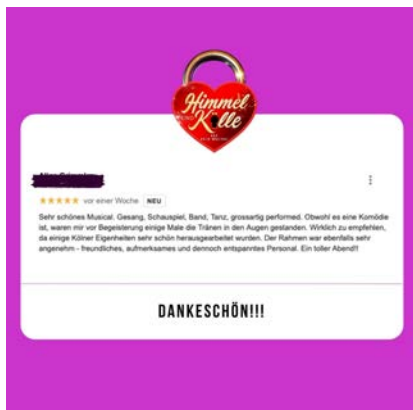 Himmel
UND
Kölle
vor einer Woche NEU
Sehr schönes Musical. Gesang, Schauspiel, Band, Tanz, grossartig performed. Obwohl es eine Komödie
ist, waren mir vor Begeisterung einige Male die Tränen in den Augen gestanden. Wirklich zu empfehlen,
da einige Kölner Eigenheiten sehr schön herausgearbeitet wurden. Der Rahmen war ebenfalls sehr
angenehm - freundliches, aufmerksames und dennoch entspanntes Personal. Ein toller Abend!!
DANKESCHÖN!!!